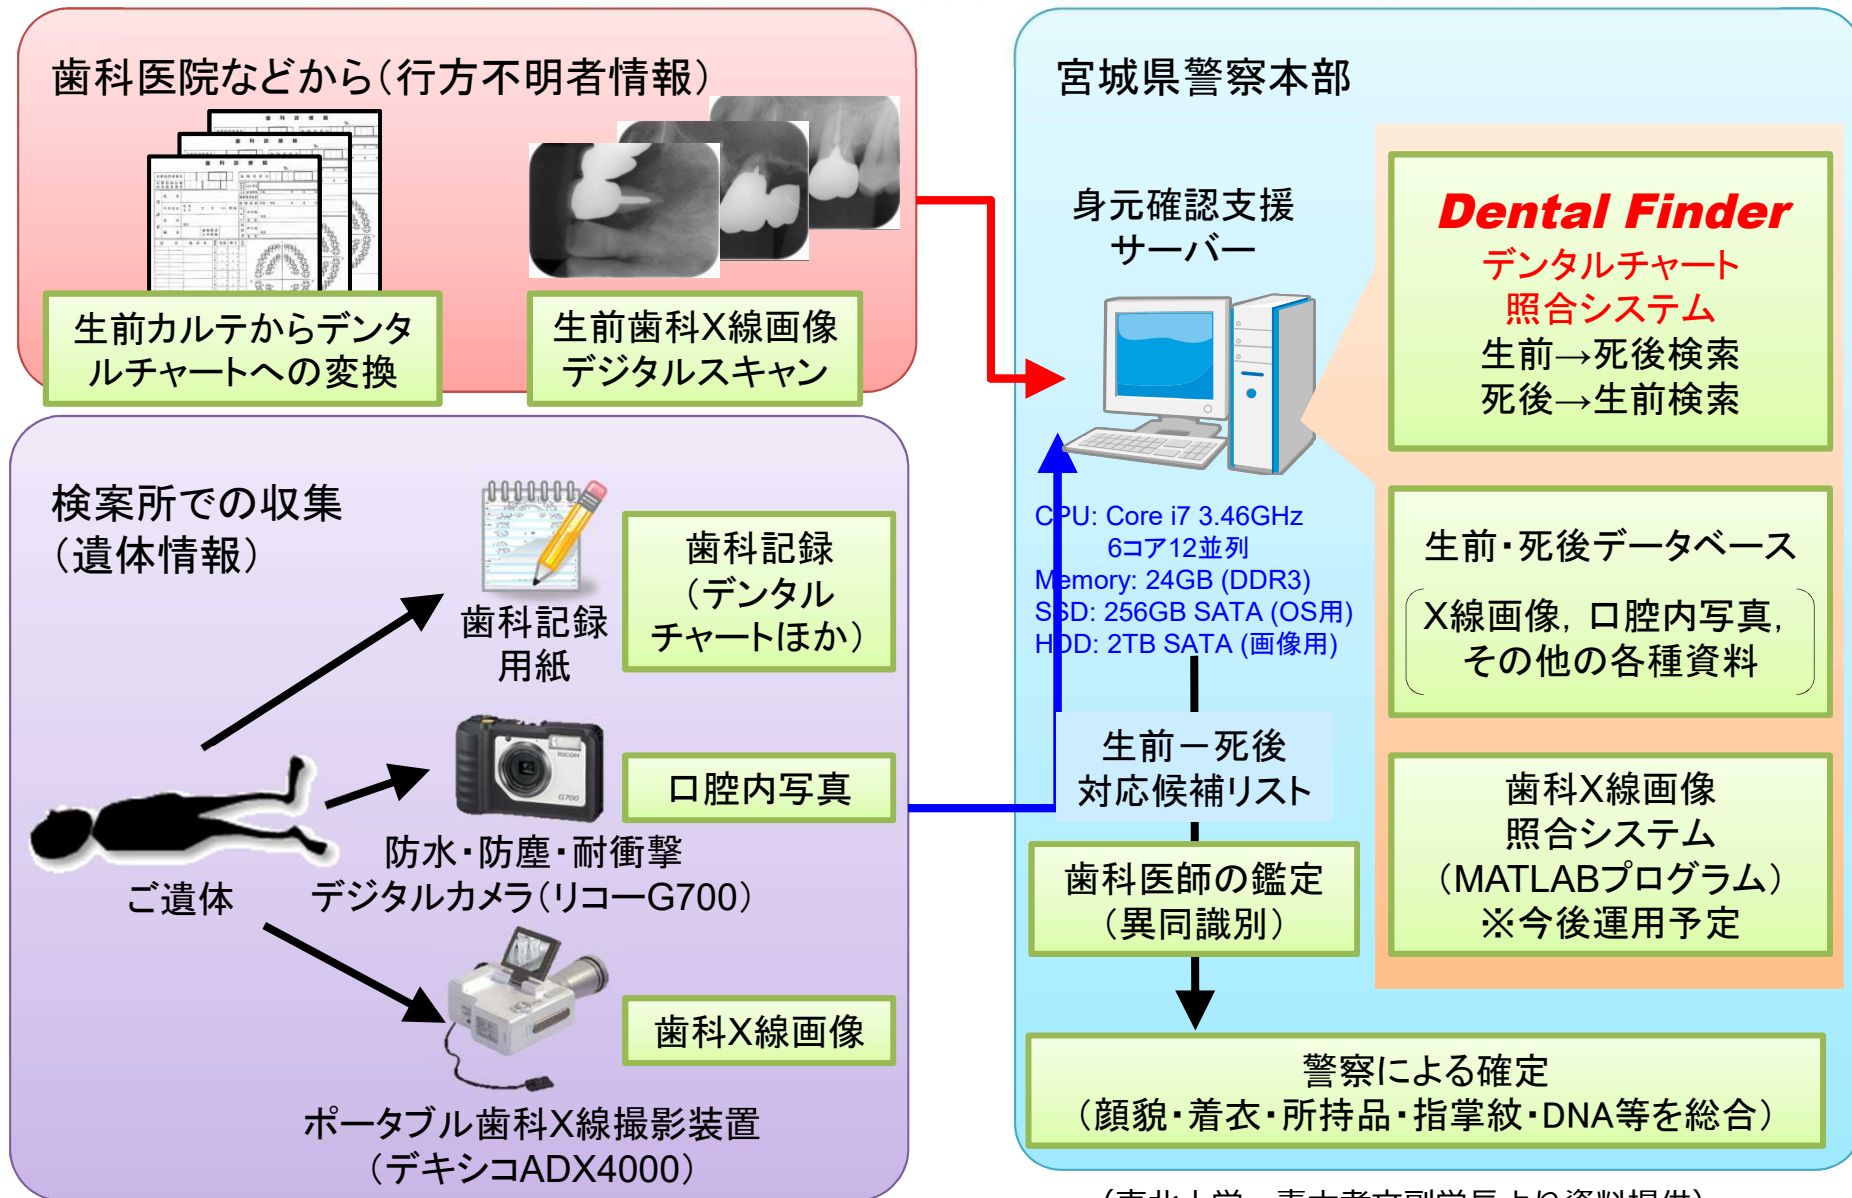 歯科医院などから（行方不明者情報）
生前カルテからデンタ
ルチャートへの変換
生前歯科X線画像
デジタルスキャン
検案所での収集
（遺体情報）
歯科記録
用紙
歯科記録
（デンタル
チャートほか）
RICOH
G700
口腔内写真
防水・防塵・耐衝撃
デジタルカメラ（リコーG700）
ご遺体
歯科X線画像
ポータブル歯科X線撮影装置
（デキシコADX4000）
宮城県警察本部
身元確認支援
サーバー
CPU: Core i7 3.46GHz
6コア12並列
Memory: 24GB (DDR3)
SSD: 256GB SATA (OS用)
HDD: 2TB SATA (画像用)
生前－死後
対応候補リスト
歯科医師の鑑定
（異同識別）
警察による確定
（顔貌・着衣・所持品・指掌紋・DNA等を総合）
Dental Finder
デンタルチャート
照合システム
生前→死後検索
死後→生前検索
生前・死後データベース
X線画像，口腔内写真，
その他の各種資料
歯科X線画像
照合システム
（MATLABプログラム）
※今後運用予定